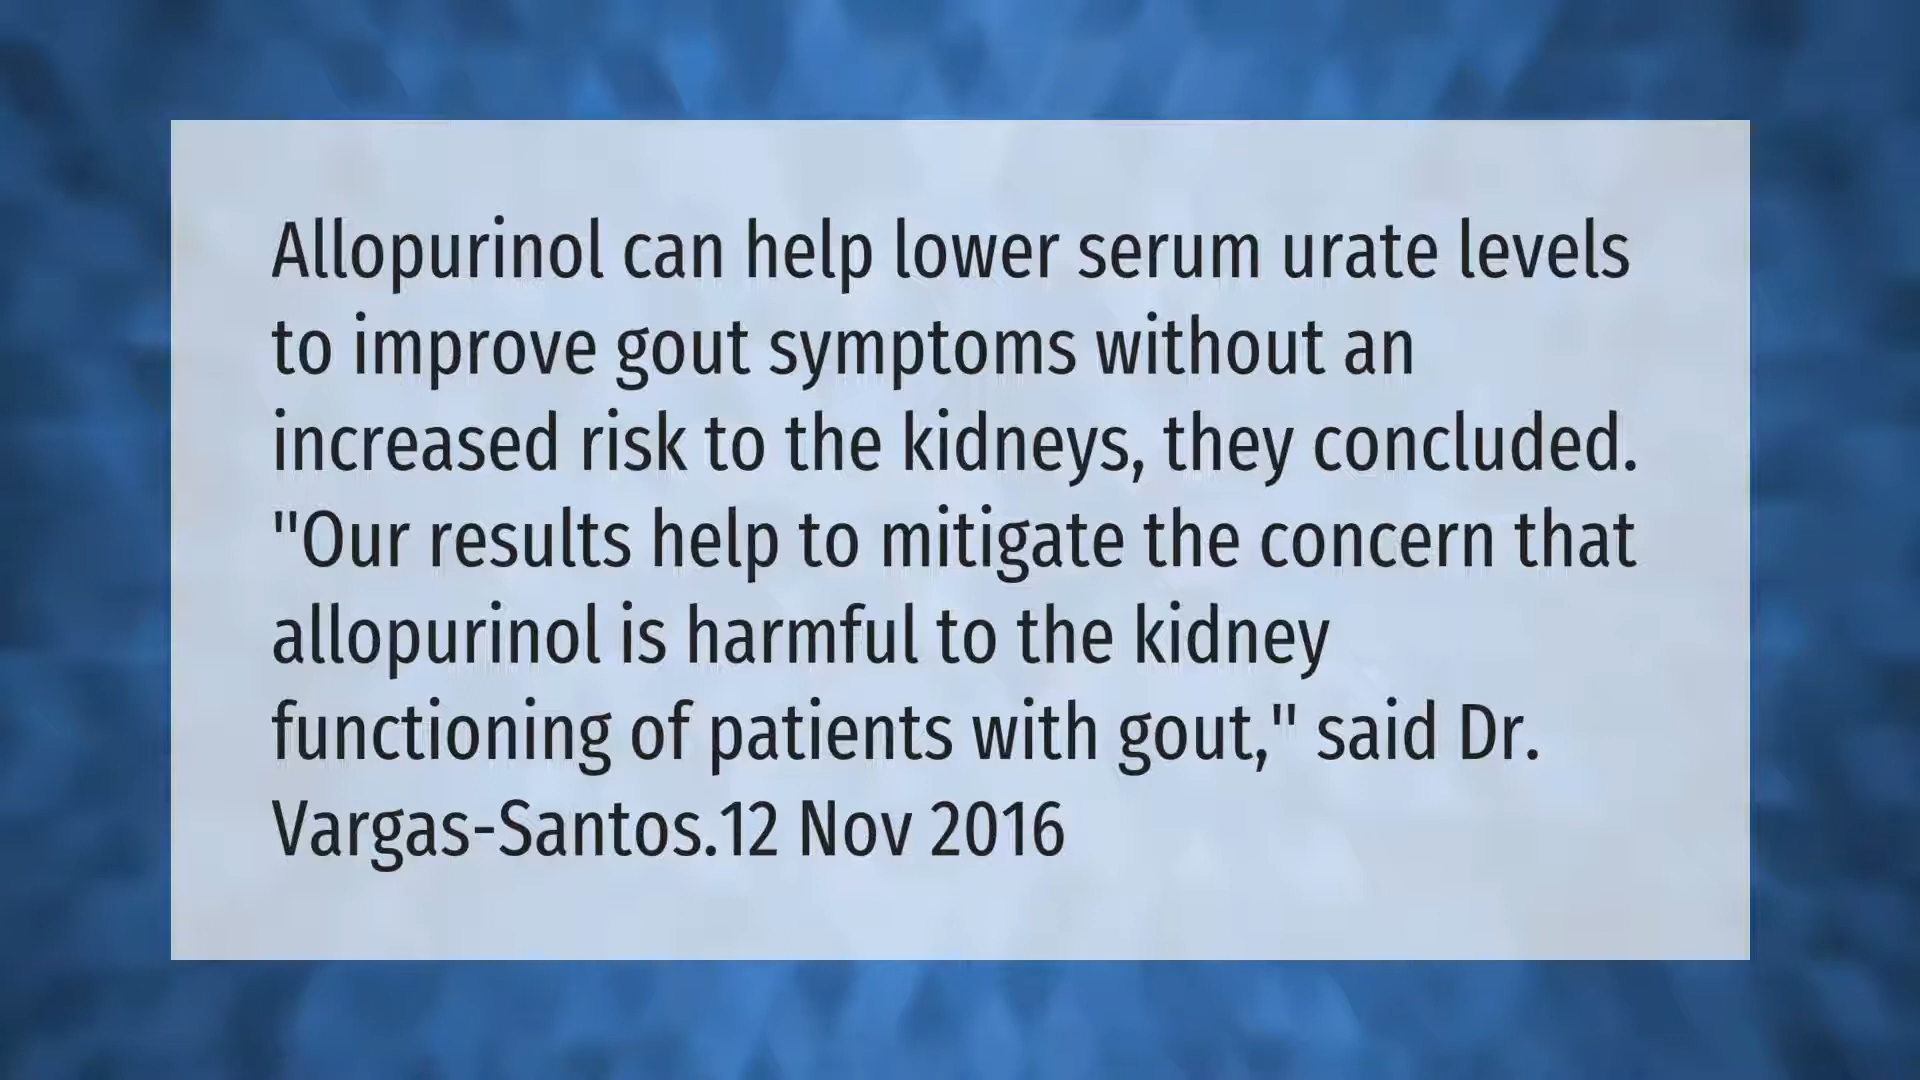 Allopurinol can help lower serum urate levels
to improve gout symptoms without an
increased risk to the kidneys, they concluded.
"Our results help to mitigate the concern that
allopurinol is harmful to the kidney
functioning of patients with gout," said Dr.
Vargas-Santos.12 Nov 2016